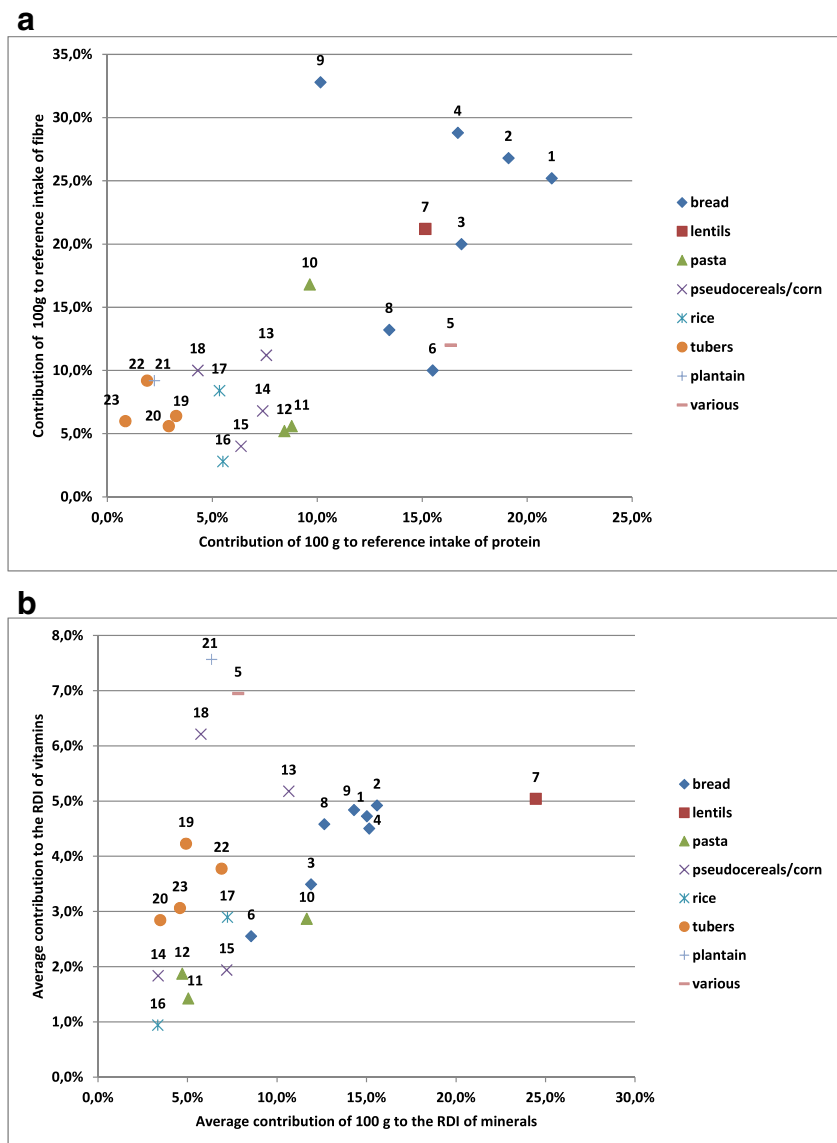 a
35,0%
30,0%
25,0%
20,0%
15,0%
10,0%
5,0%
0,0%
Contribution of 100g to reference intake of fibre
9
4
2
1
7
3
10
8
5
6
13
18
17
22
21
14
23
20
19
12
11
15
16
0,0% 5,0% 10,0% 15,0% 20,0% 25,0%
Contribution of 100 g to reference intake of protein
bread
lentils
pasta
pseudocereals/corn
rice
tubers
plantain
various
b
8,0%
7,0%
6,0%
5,0%
4,0%
3,0%
2,0%
1,0%
0,0%
Average contribution to the RDI of vitamins
21
5
18
13
7
9
1
2
8
4
19
22
3
23
20
17
10
6
14
12
15
11
16
0,0% 5,0% 10,0% 15,0% 20,0% 25,0% 30,0%
Average contribution of 100 g to the RDI of minerals
bread
lentils
pasta
pseudocereals/corn
rice
tubers
plantain
various